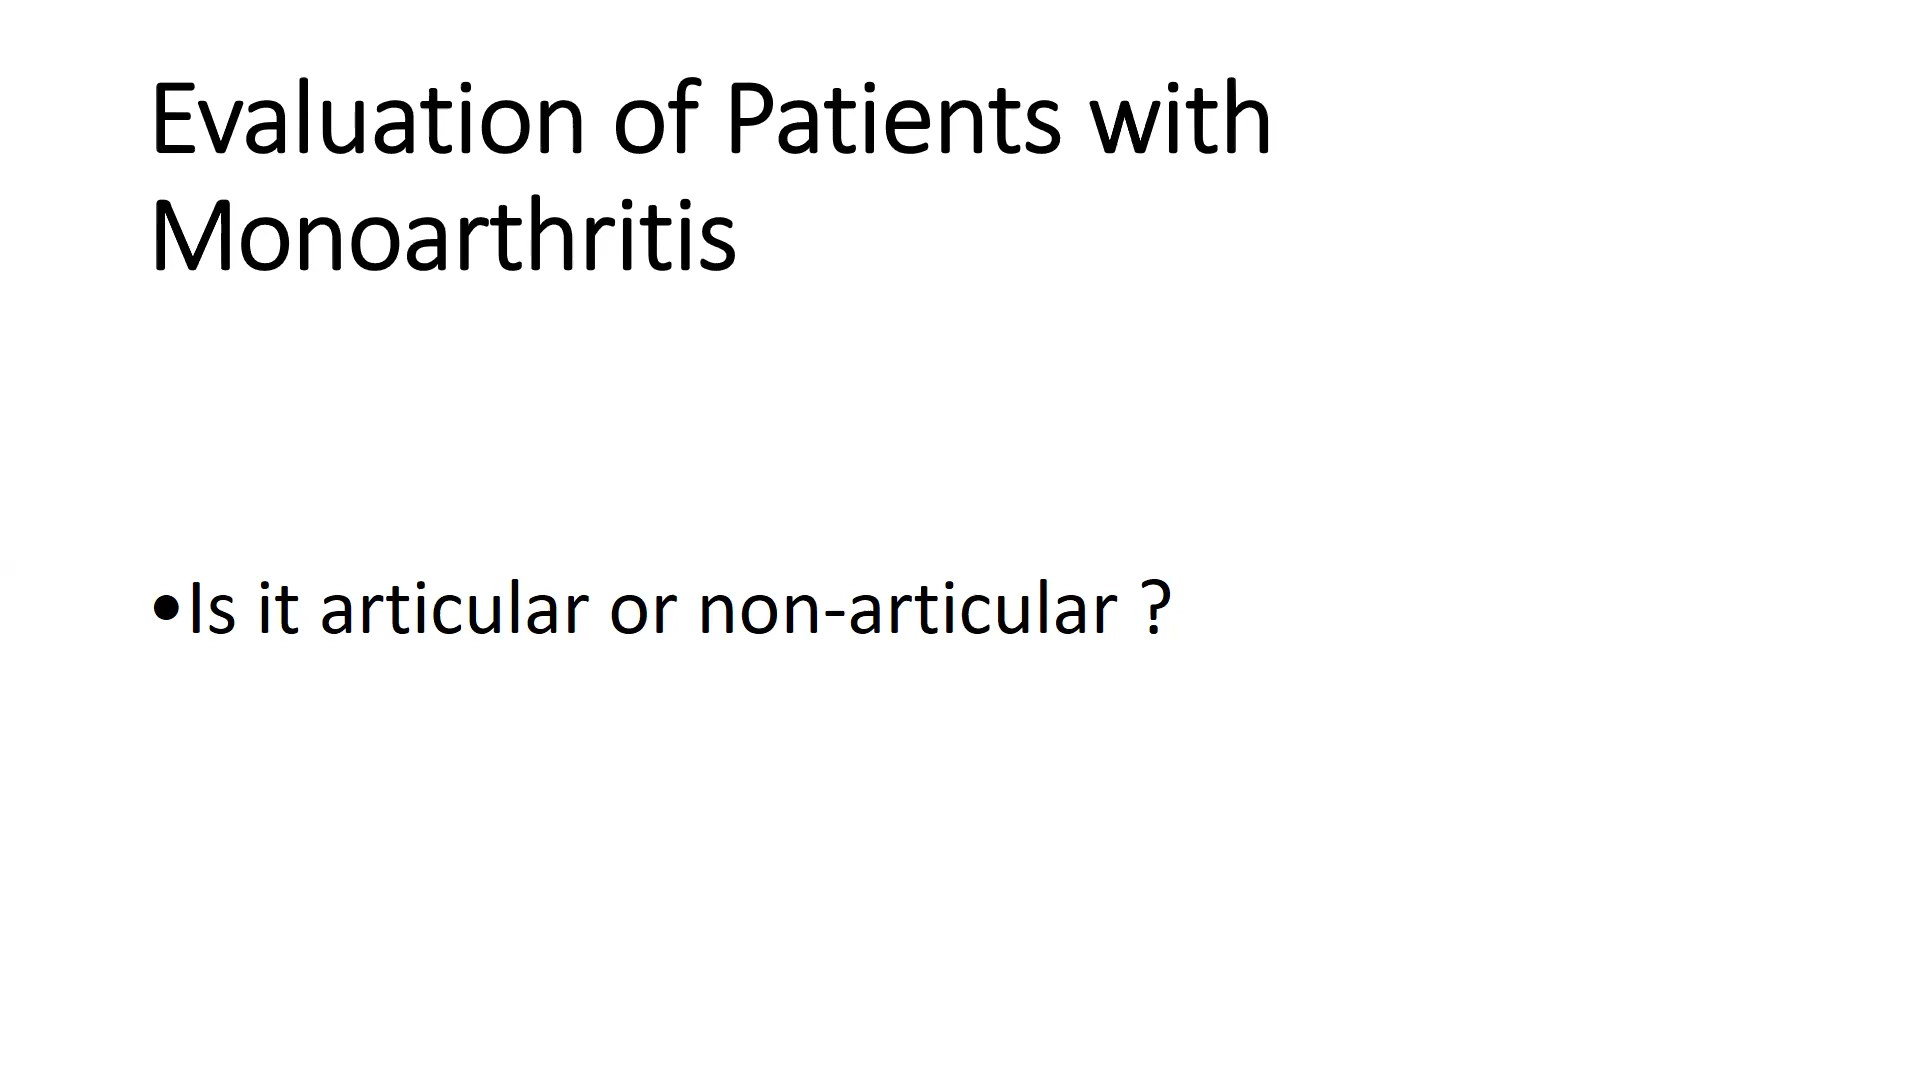 Evaluation of Patients with
Monoarthritis
•Is it articular or non-articular ?